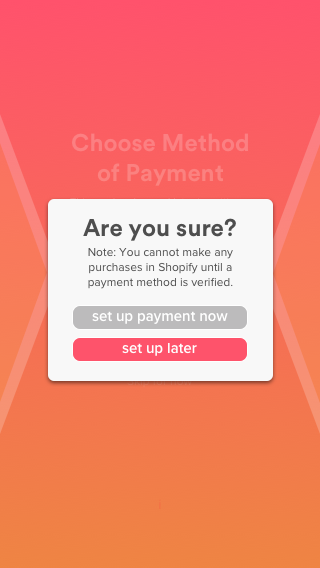 Choose Method
of Payment
Are you sure?
Note: You cannot make any
purchases in Shopify until a
payment method is verified.
set up payment now
set up later